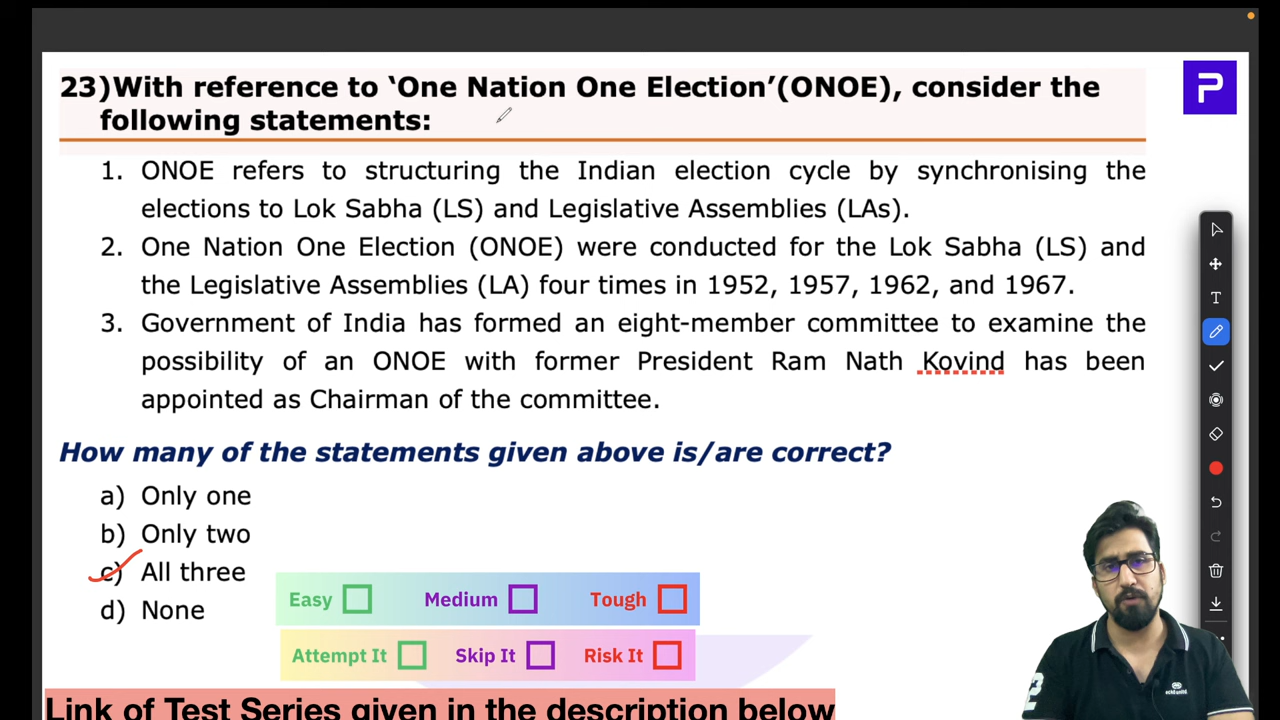 23)With reference to ‘One Nation One Election’(ONOE), consider the
following statements:
1. ONOE refers to structuring the Indian election cycle by synchronising the
elections to Lok Sabha (LS) and Legislative Assemblies (LAs).
2. One Nation One Election (ONOE) were conducted for the Lok Sabha (LS) and
the Legislative Assemblies (LA) four times in 1952, 1957, 1962, and 1967.
3. Government of India has formed an eight-member committee to examine the
possibility of an ONOE with former President Ram Nath Kovind has been
appointed as Chairman of the committee.
How many of the statements given above is/are correct?
a) Only one
b) Only two
c) All three
d) None
Easy Medium Tough
Attempt It Skip It Risk It
Link of Test Series given in the description below